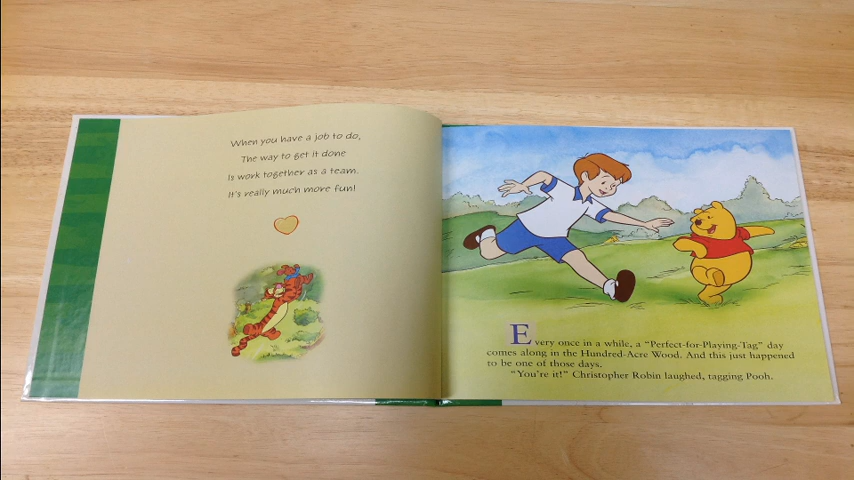 When you have a job to do,
The way to get it done
Is work together as a team.
It's really much more fun!
Every once in a while, a "Perfect-for-Playing-Tag" day
comes along in the Hundred-Acre Wood. And this just happened
to be one of those days.
"You're it!" Christopher Robin laughed, tagging Pooh.